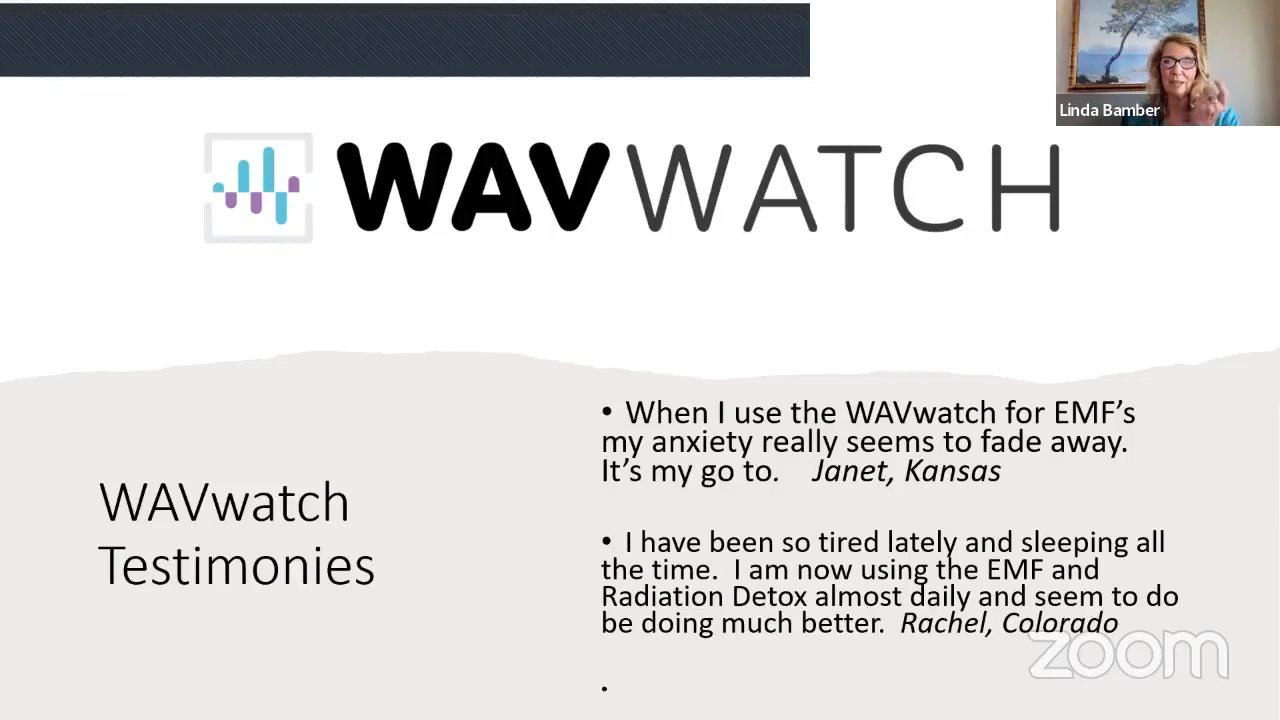 Linda Bamber
WAVWATCH
• When I use the WAVwatch for EMF's
my anxiety really seems to fade away.
It's my go to. Janet, Kansas
WAVwatch
Testimonies
• I have been so tired lately and sleeping all
the time. I am now using the EMF and
Radiation Detox almost daily and seem to do
be doing much better. Rachel, Colorado
zoom
.